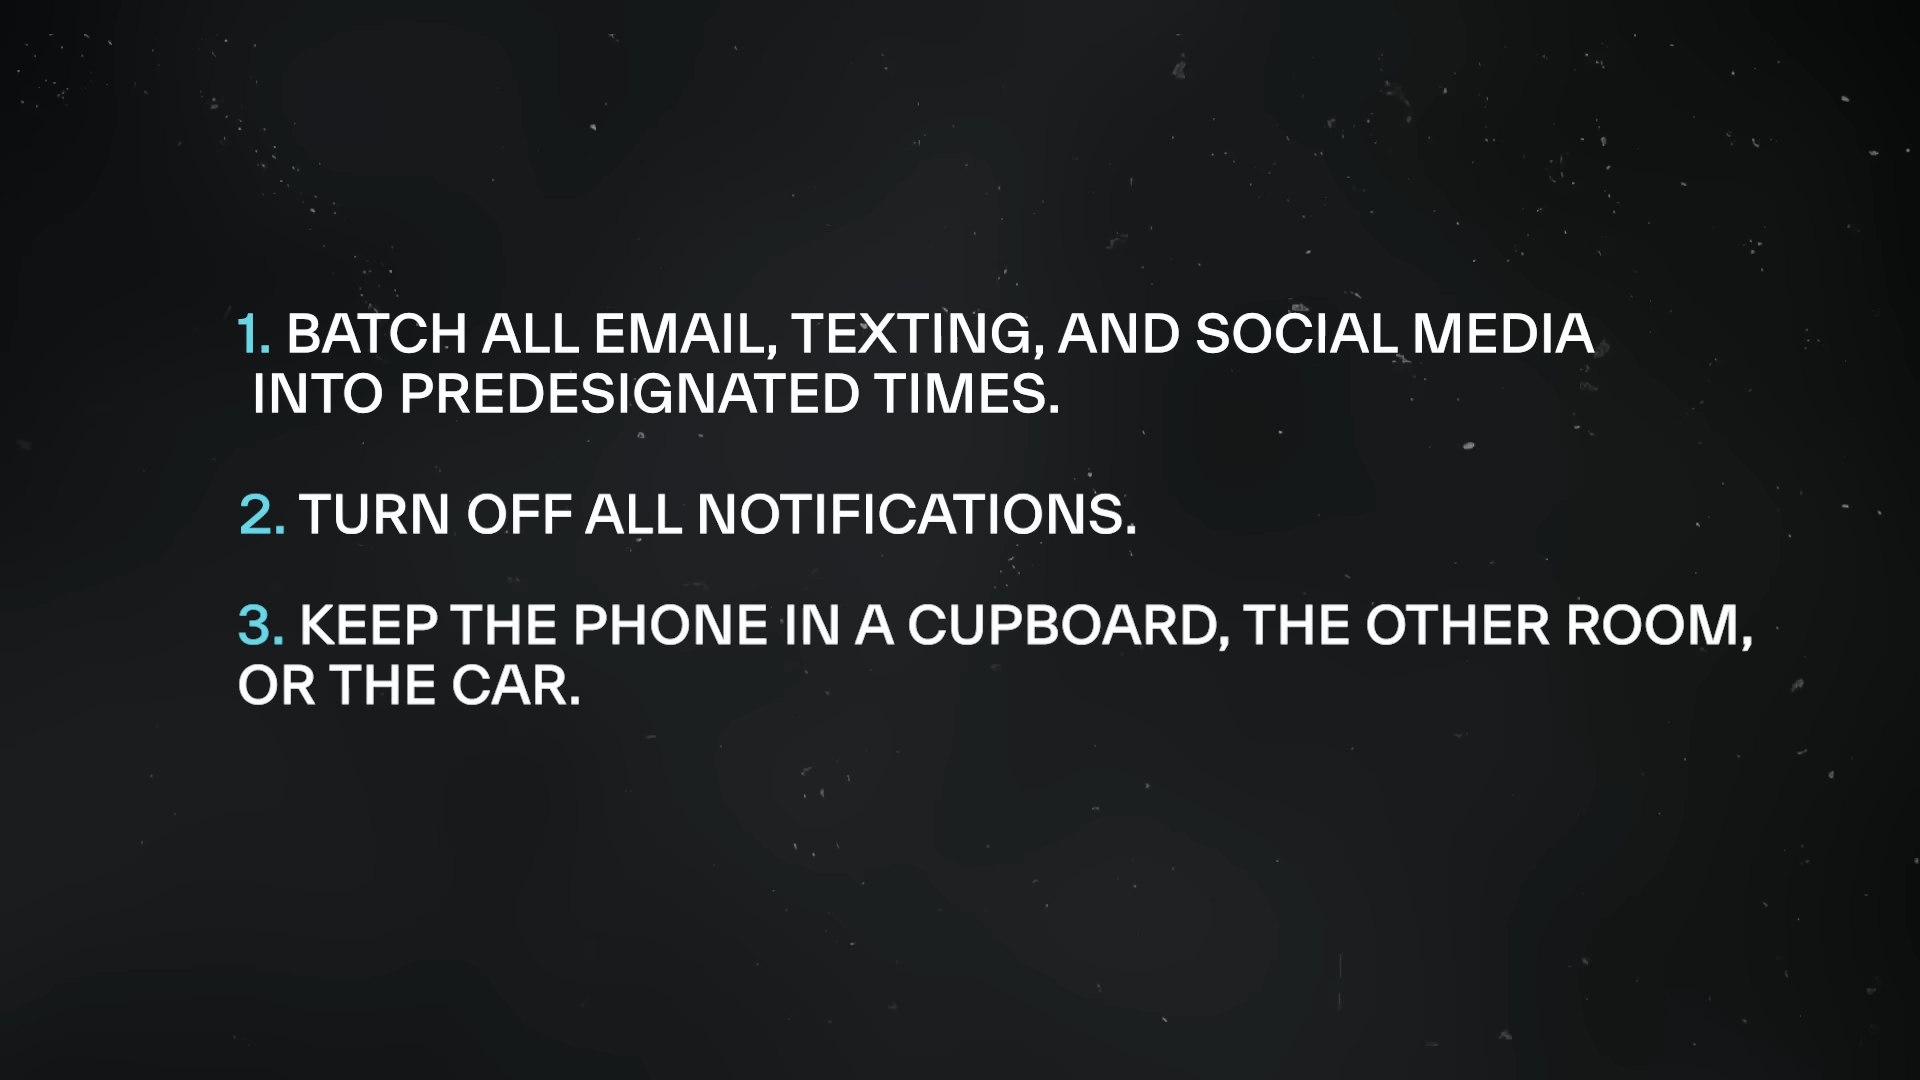 1. BATCH ALL EMAIL, TEXTING, AND SOCIAL MEDIA
INTO PREDESIGNATED TIMES.
2. TURN OFF ALL NOTIFICATIONS.
3. KEEP THE PHONE IN A CUPBOARD, THE OTHER ROOM,
OR THE CAR.